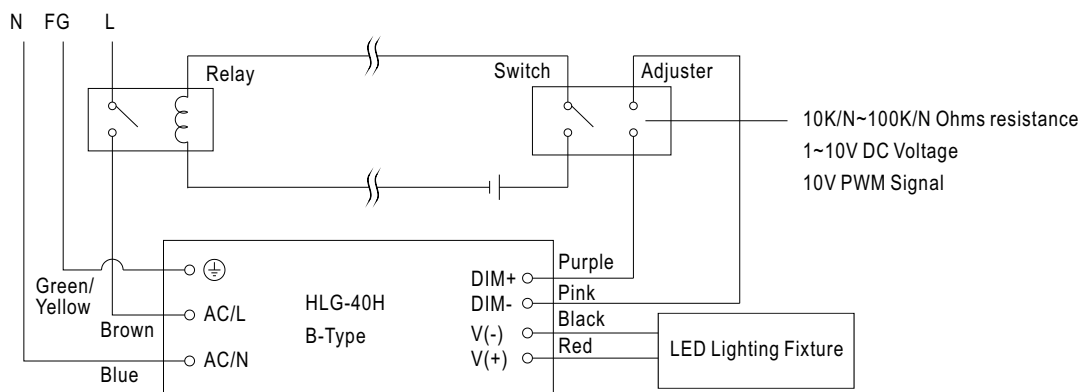 N FG L
Relay
Switch
Adjuster
10K/N~100K/N Ohms resistance
1~10V DC Voltage
10V PWM Signal
Green/
Yellow
Brown
Blue
AC/L
AC/N
HLG-40H
B-Type
DIM+
DIM-
V(-)
V(+)
Purple
Pink
Black
Red
LED Lighting Fixture